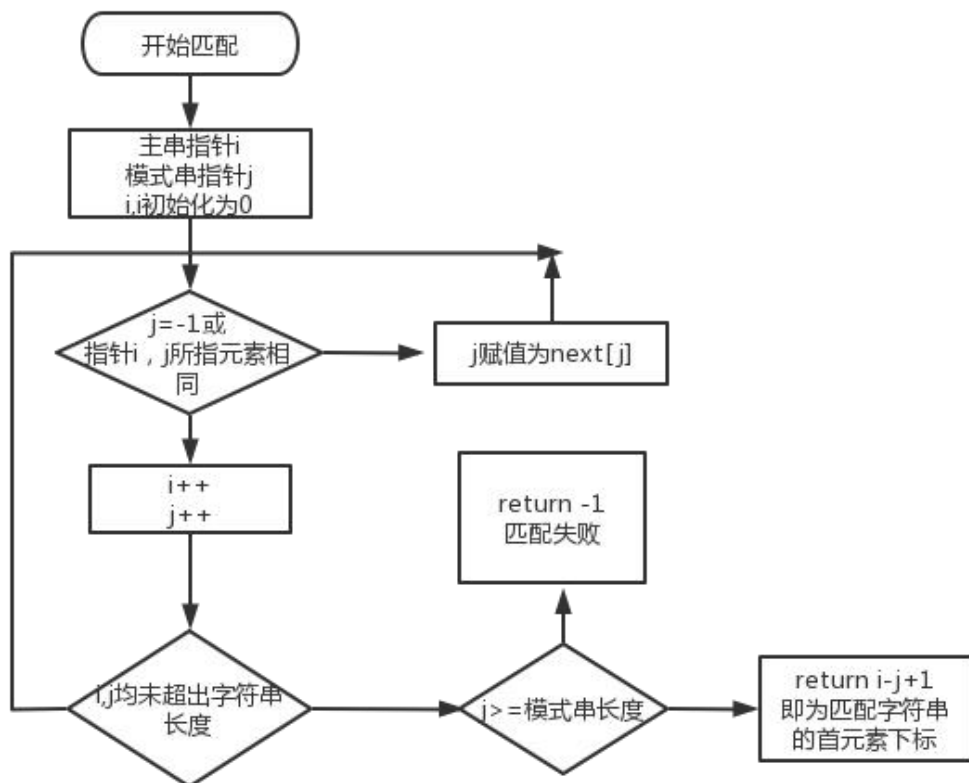 开始匹配
主串指针i
模式串指针j
i,i初始化为0
j=-1或
指针i，j所指元素相
同
j赋值为next[j]
i++
j++
return -1
匹配失败
i,j均未超出字符串
长度
j>=模式串长度
return i-j+1
即为匹配字符串
的首元素下标